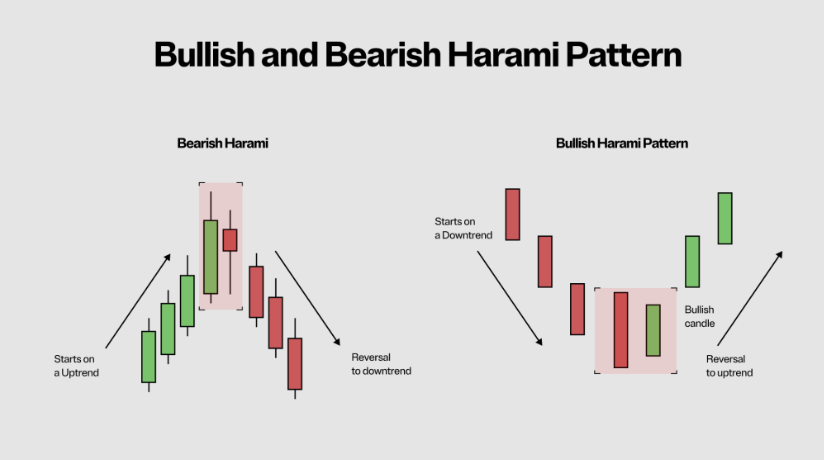 Bullish and Bearish Harami Pattern
Bearish Harami
Starts on
a Uptrend
Reversal
to downtrend
Bullish Harami Pattern
Starts on
a Downtrend
Bullish
candle
Reversal
to uptrend